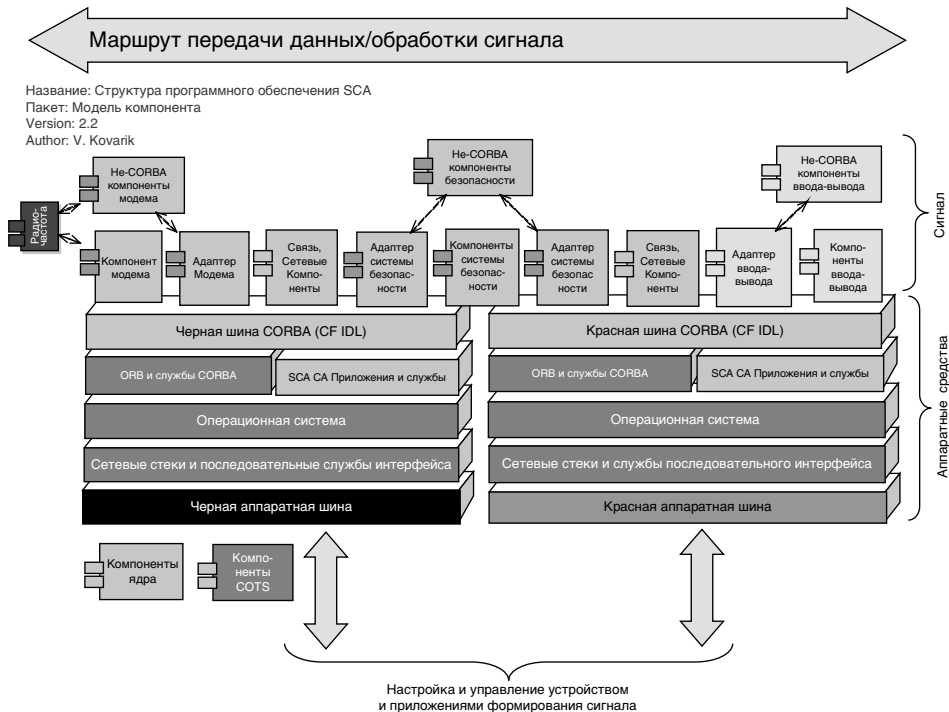 Маршрут передачи данных/обработки сигнала
Название: Структура программного обеспечения SCA
Пакет: Модель компонента
Version: 2.2
Author: V. Kovarik
Не-CORBA
компоненты
модема
Не-CORBA
компоненты
безопасности
Не-CORBA
компоненты
ввода-вывода
Сигнал
Радио-
частота
Компонент
модема
Адаптер
Модема
Связь,
Сетевые
Компо-
ненты
Адаптер
системы
безопас-
ности
Компоненты
системы
безопас-
ности
Адаптер
системы
безопас
ности
Связь,
Сетевые
Компо-
ненты
Адаптер
ввода-
вывода
Компо-
ненты
ввода-
вывода
Черная шина CORBA (CF IDL)
Красная шина CORBA (CF IDL)
ORB и службы CORBA
SCA CA Приложения и службы
ORB и службы CORBA
SCA CA Приложения и службы
Операционная система
Операционная система
Сетевые стеки и последовательные службы интерфейса
Сетевые стеки и службы последовательного интерфейса
Черная аппаратная шина
Красная аппаратная шина
Аппаратные средства
Компоненты
ядра
Компо-
ненты
COTS
Настройка и управление устройством
и приложениями формирования сигнала